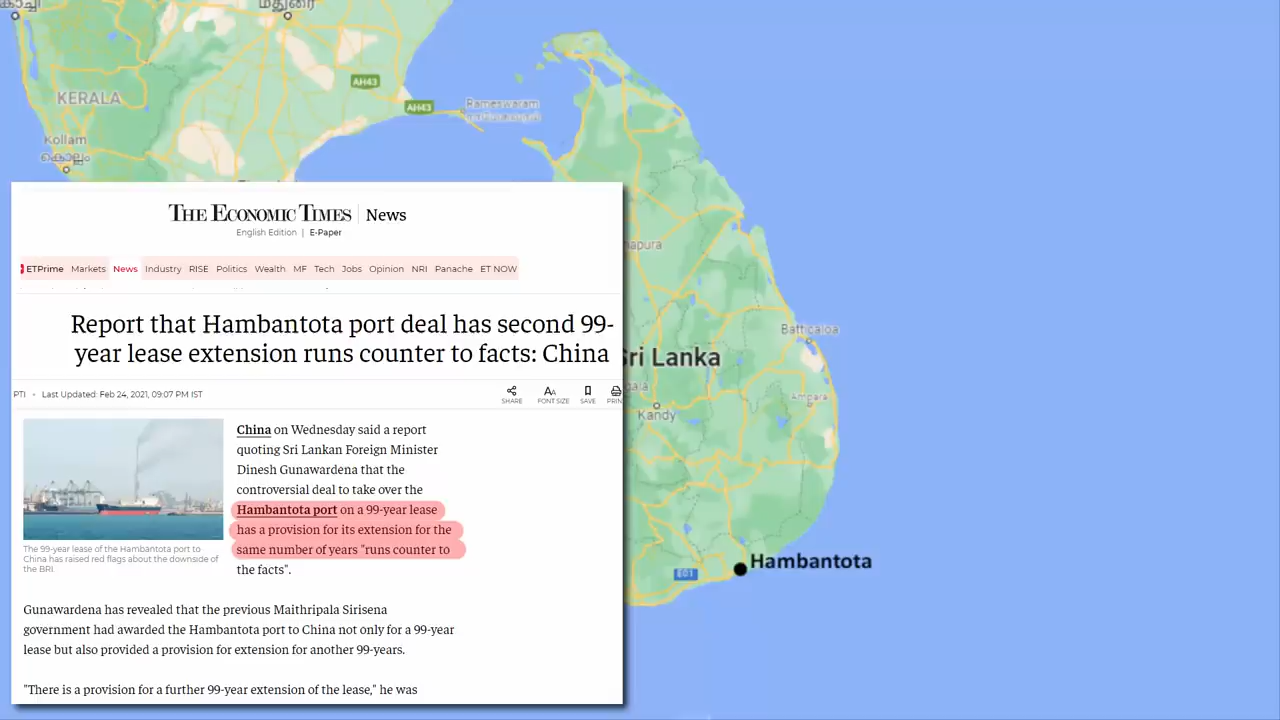 மதுரை
AH43
KERALA
AH43
Rameswaram
Kollam
കൊല്ലം
THE ECONOMIC TIMES | News
English Edition | E-Paper
ETPrime Markets News Industry RISE Politics Wealth MF Tech Jobs Opinion NRI Panache ET NOW
Report that Hambantota port deal has second 99-
year lease extension runs counter to facts: China
PTI • Last Updated: Feb 24, 2021, 09:07 PM IST
SHARE
AA
FONT SIZE
SAVE
PRIN
China on Wednesday said a report
quoting Sri Lankan Foreign Minister
Dinesh Gunawardena that the
controversial deal to take over the
Hambantota port on a 99-year lease
has a provision for its extension for the
same number of years "runs counter to
the facts".
The 99-year lease of the Hambantota port to
China has raised red flags about the downside of
the BRI.
Gunawardena has revealed that the previous Maithripala Sirisena
government had awarded the Hambantota port to China not only for a 99-year
lease but also provided a provision for extension for another 99-years.
"There is a provision for a further 99-year extension of the lease," he was
hapura
Batticaloa
Sri Lanka
Ampara
Kandy
Hambantota
E01